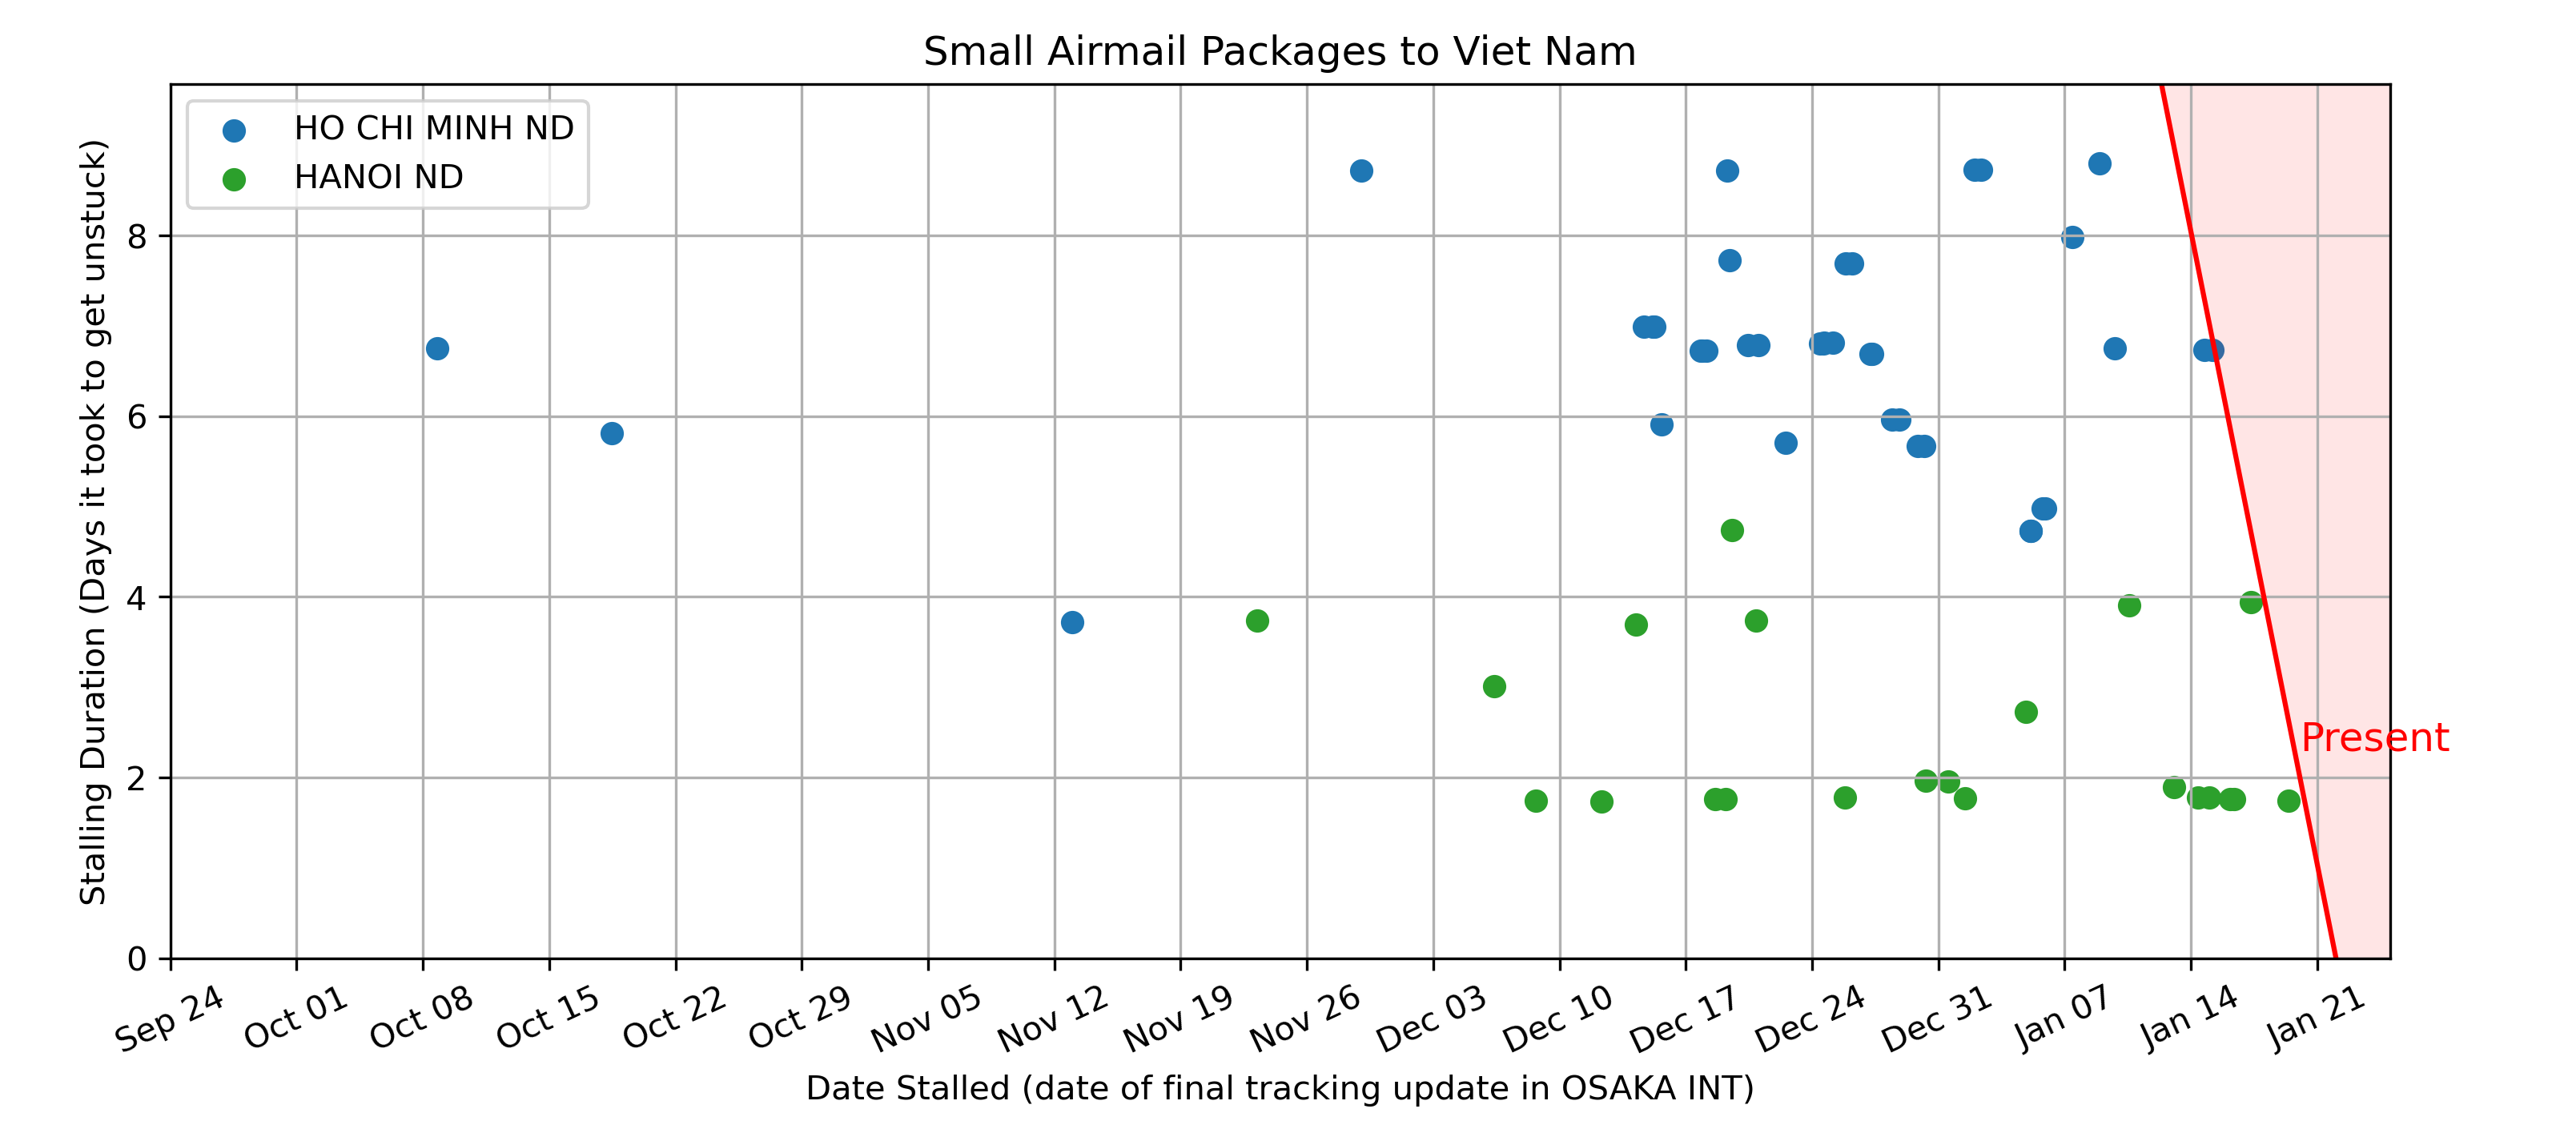 Small Airmail Packages to Viet Nam
HO CHI MINH ND
HANOI ND
Stalling Duration (Days it took to get unstuck)
8
6
4
2
0
Present
Sep 24
Oct 01
Oct 08
Oct 15
Oct 22
Oct 29
Nov 05
Nov 12
Nov 19
Nov 26
Dec 03
Dec 10
Dec 17
Dec 24
Dec 31
Jan 07
Jan 14
Jan 21
Date Stalled (date of final tracking update in OSAKA INT)